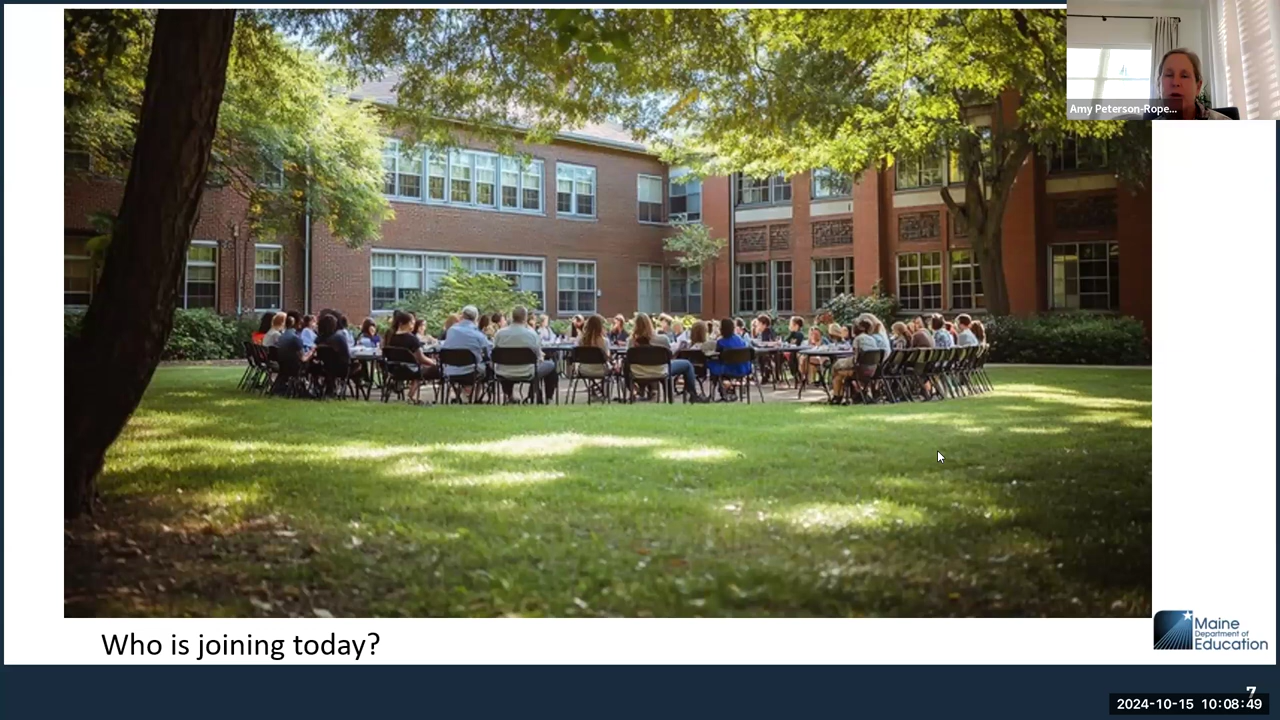 Amy Peterson-Rope...
Who is joining today?
Maine
Department of
Education
7
2024-10-15 10:08:49